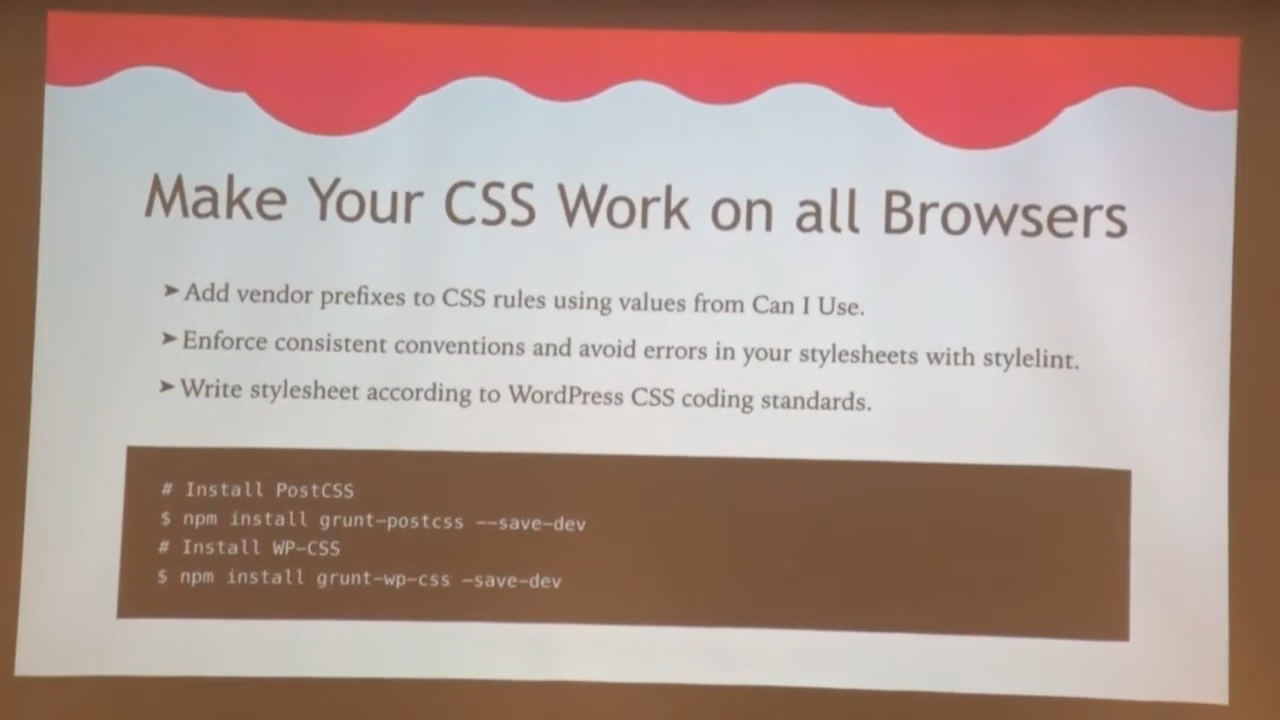 Make Your CSS Work on all Browsers
➤Add vendor prefixes to CSS rules using values from Can I Use.
➤Enforce consistent conventions and avoid errors in your stylesheets with stylelint.
➤Write stylesheet according to WordPress CSS coding standards.
# Install PostCSS
$ npm install grunt-postcss --save-dev
# Install WP-CSS
$ npm install grunt-wp-css –save-dev